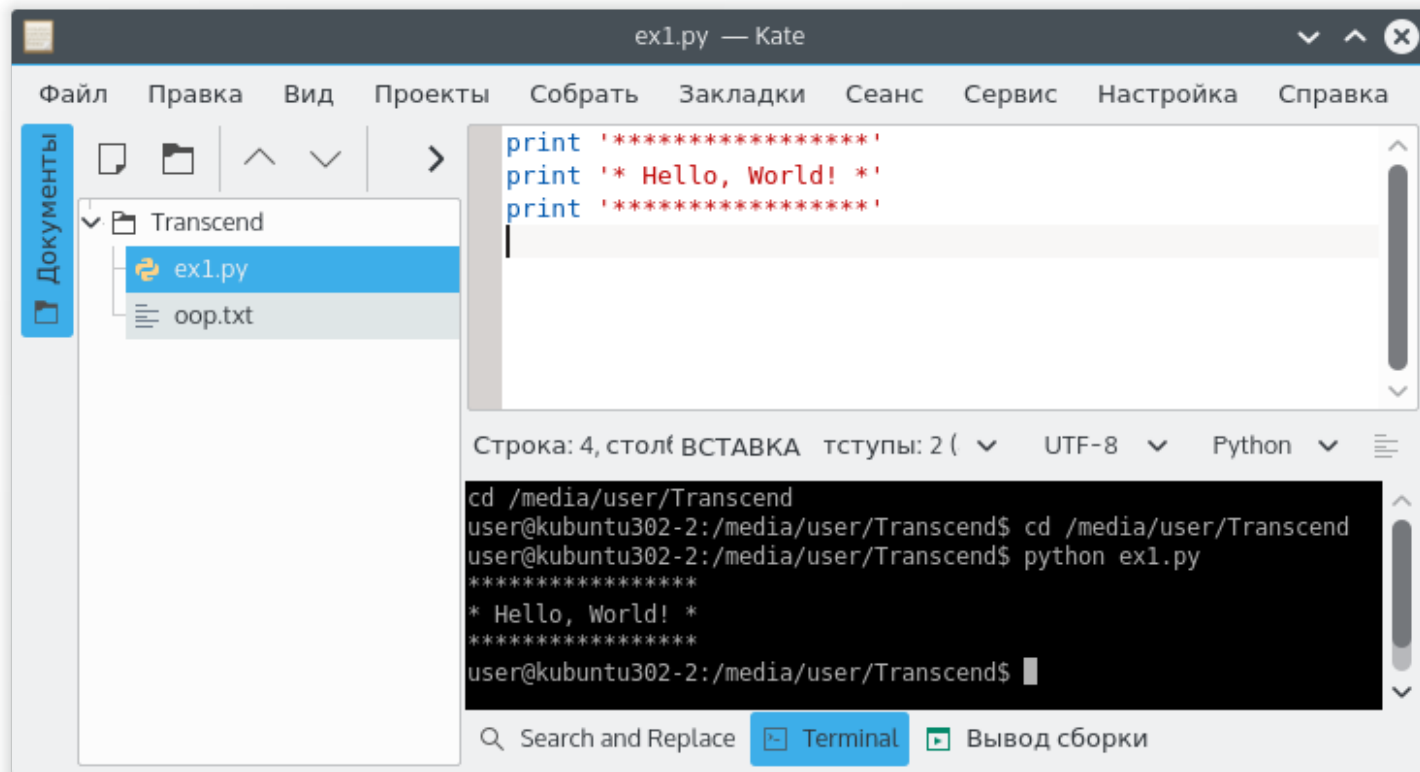 ex1.py — Kate
Файл Правка Вид Проекты Собрать Закладки Сеанс Сервис Настройка Справка
Документы
Transcend
ex1.py
oop.txt
print '*****************'
print '* Hello, World! *'
print '*****************'
Строка: 4, стол ВСТАВКА тступы: 2 ( UTF-8 Python
cd /media/user/Transcend
user@kubuntu302-2:/media/user/Transcend$ cd /media/user/Transcend
user@kubuntu302-2:/media/user/Transcend$ python ex1.py
*****************
* Hello, World! *
*****************
user@kubuntu302-2:/media/user/Transcend$
Search and Replace Terminal Вывод сборки